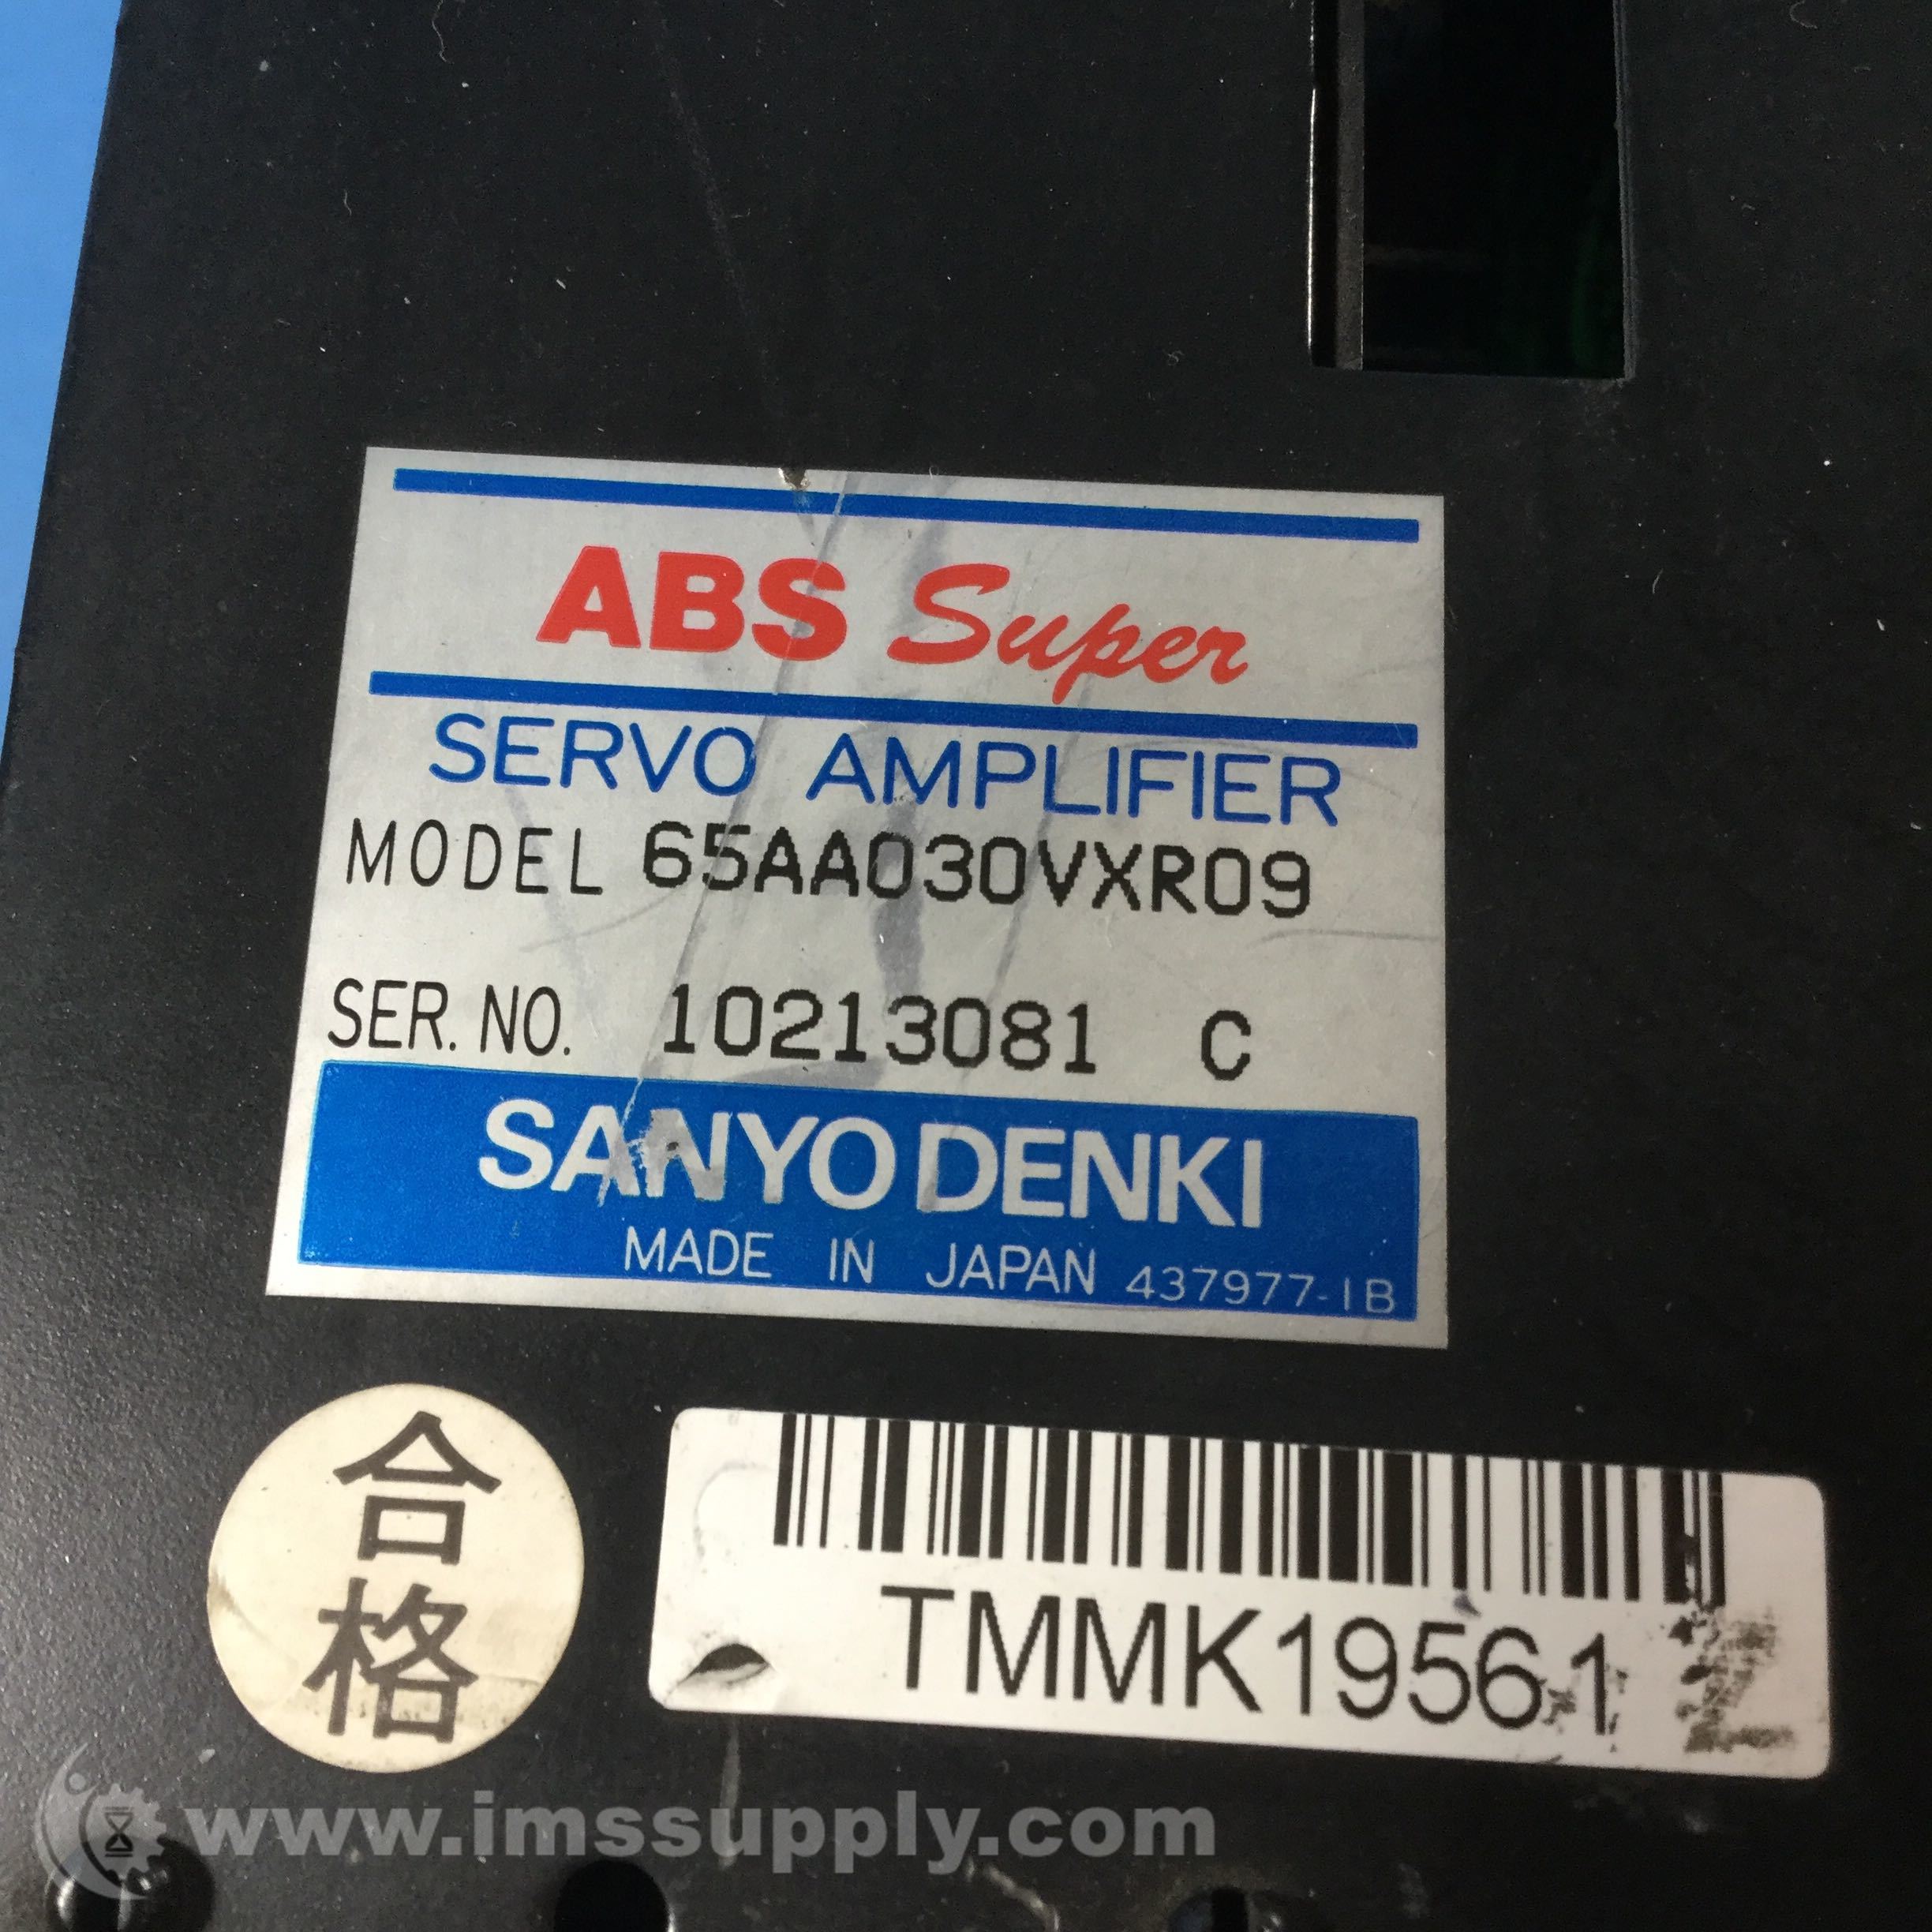 ABS Super
SERVO AMPLIFIER
MODEL 65AA030VXR09
SER. NO. 10213081 C
SANYO DENKI
MADE IN JAPAN 437977-1B
合
格
TMMK19561
www.imssupply.com